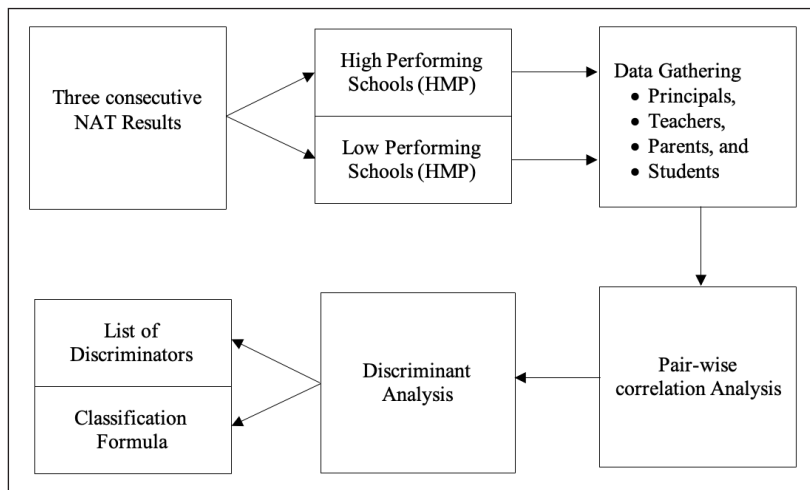 Three consecutive
NAT Results
High Performing
Schools (HMP)
Low Performing
Schools (HMP)
Data Gathering
• Principals,
• Teachers,
• Parents, and
• Students
List of
Discriminators
Classification
Formula
Discriminant
Analysis
Pair-wise
correlation Analysis